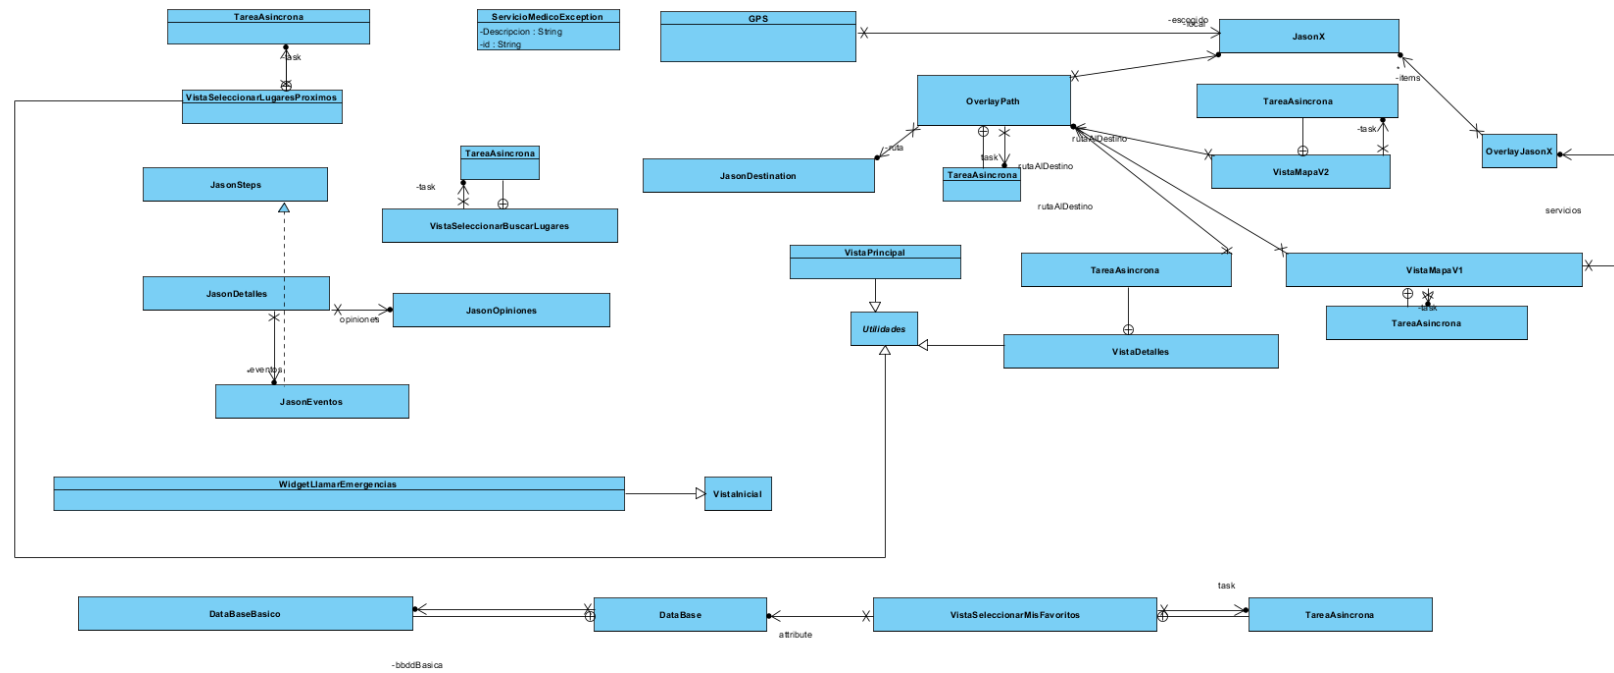 TareaAsincrona
ServicioMedicoException
-Descripcion : String
-id : String
GPS
-escogido
-local
JasonX
-task
*
-items
VistaSeleccionarLugaresProximos
OverlayPath
TareaAsincrona
-task
rutaAlDestino
-ruta
TareaAsincrona
task
OverlayJasonX
rutaAlDestino
JasonDestination
TareaAsincrona
VistaMapaV2
JasonSteps
-task
rutaAlDestino
servicios
VistaSeleccionarBuscarLugares
VistaPrincipal
TareaAsincrona
VistaMapaV1
JasonDetalles
JasonOpiniones
opiniones
-task
TareaAsincrona
Utilidades
VistaDetalles
eventos
JasonEventos
WidgetLlamarEmergencias
VistaInicial
task
DataBaseBasico
DataBase
VistaSeleccionarMisFavoritos
TareaAsincrona
attribute
-bbddBasica